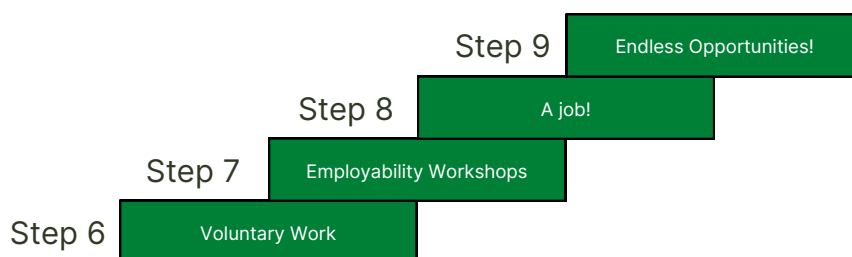 Step 9 Endless Opportunities!
Step 8 A job!
Step 7 Employability Workshops
Step 6 Voluntary Work